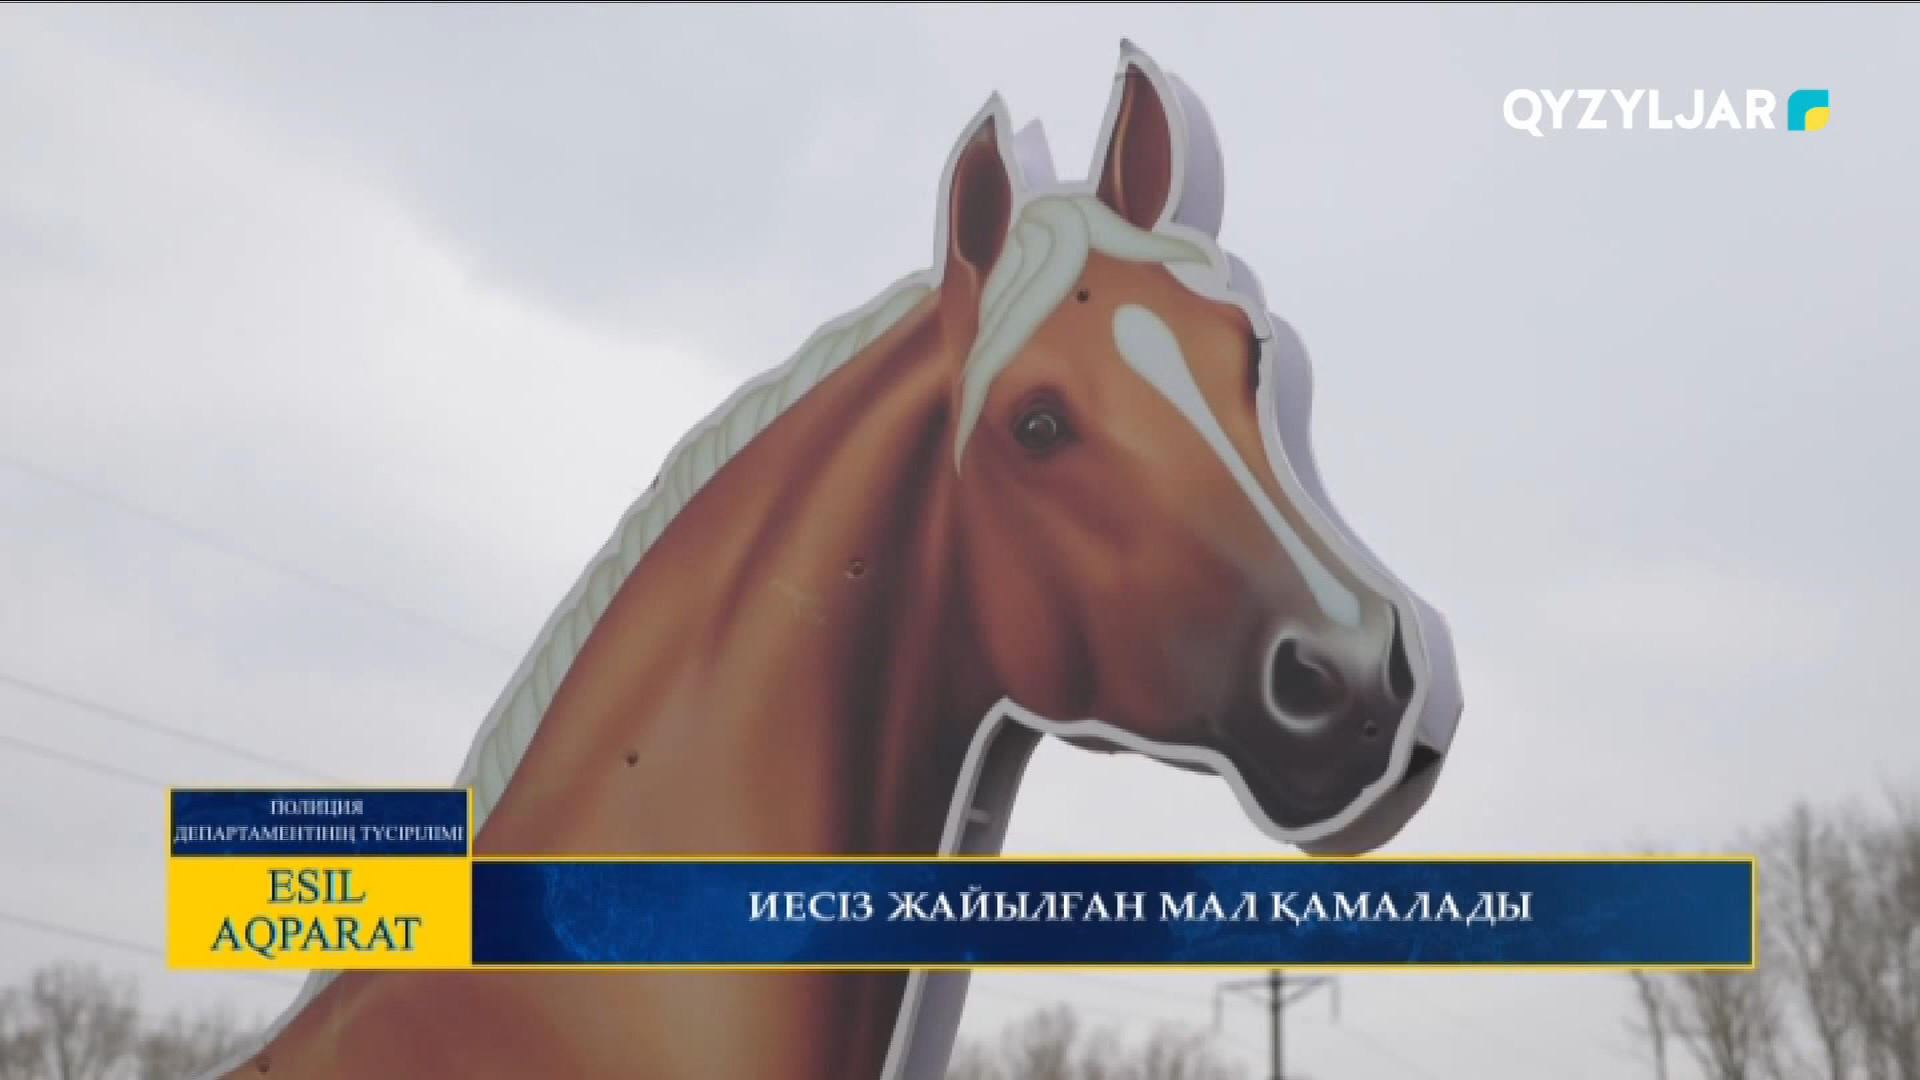 QYZYLJAR
ПОЛИЦИЯ
ДЕПАРТАМЕНТІНІҢ ТҮСІРІЛІМІ
ESIL
AQPARAT
ИЕСІЗ ЖАЙЫЛҒАН МАЛ ҚАМАЛАДЫ